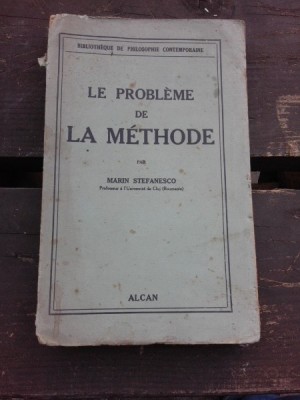 BIBLIOTHÈQUE DE PHILOSOPHIE CONTEMPORAINE
LE PROBLÈME
DE
LA MÉTHODE
PAR
MARIN STEFANESCO
Professeur à l'Université de Cluj (Roumanie)
ALCAN